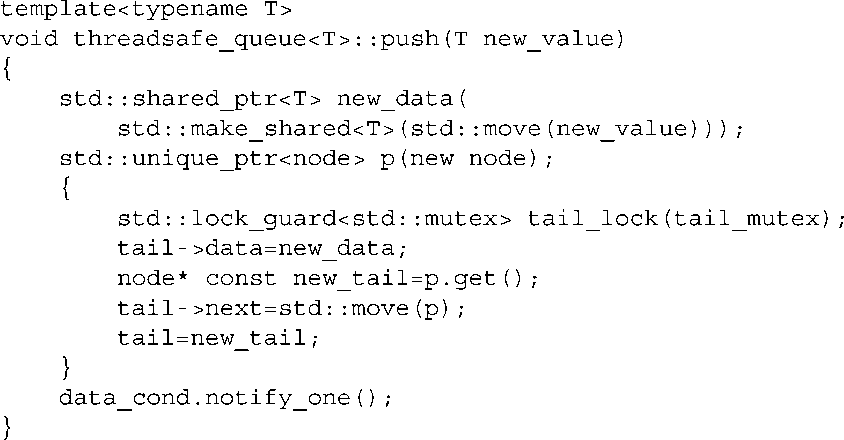 template<typename T>
void threadsafe_queue<T>::push(T new_value)
{
    std::shared_ptr<T> new_data(
        std::make_shared<T>(std::move(new_value)));
    std::unique_ptr<node> p(new node);
    {
        std::lock_guard<std::mutex> tail_lock(tail_mutex);
        tail->data=new_data;
        node* const new_tail=p.get();
        tail->next=std::move(p);
        tail=new_tail;
    }
    data_cond.notify_one();
}